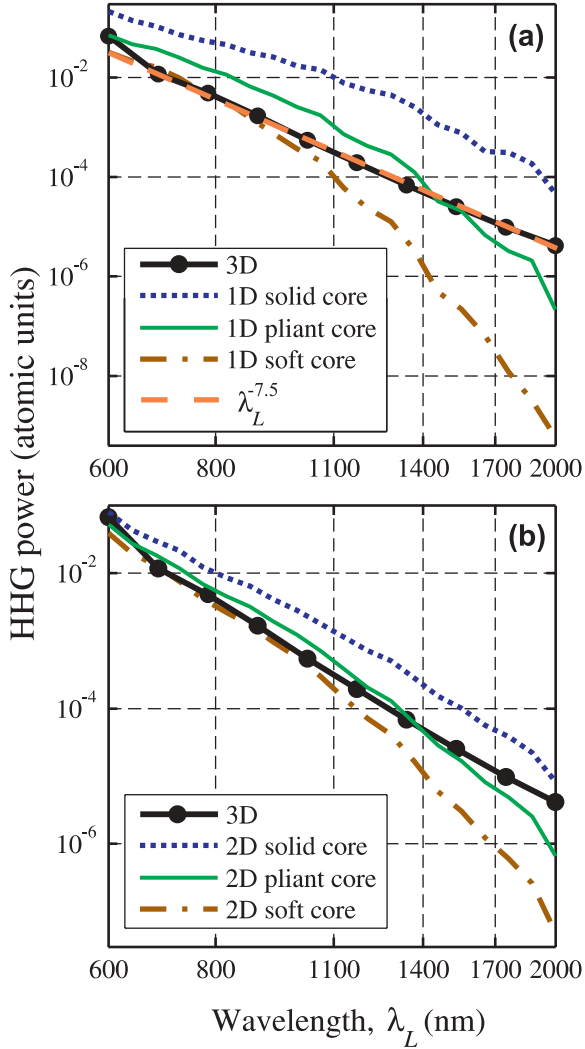 (a)
10^-2
10^-4
10^-6
10^-8
3D
1D solid core
1D pliant core
1D soft core
λ_L^-7.5
600 800 1100 1400 1700 2000
HHG power (atomic units)
(b)
10^-2
10^-4
10^-6
3D
2D solid core
2D pliant core
2D soft core
600 800 1100 1400 1700 2000
Wavelength, λ_L (nm)